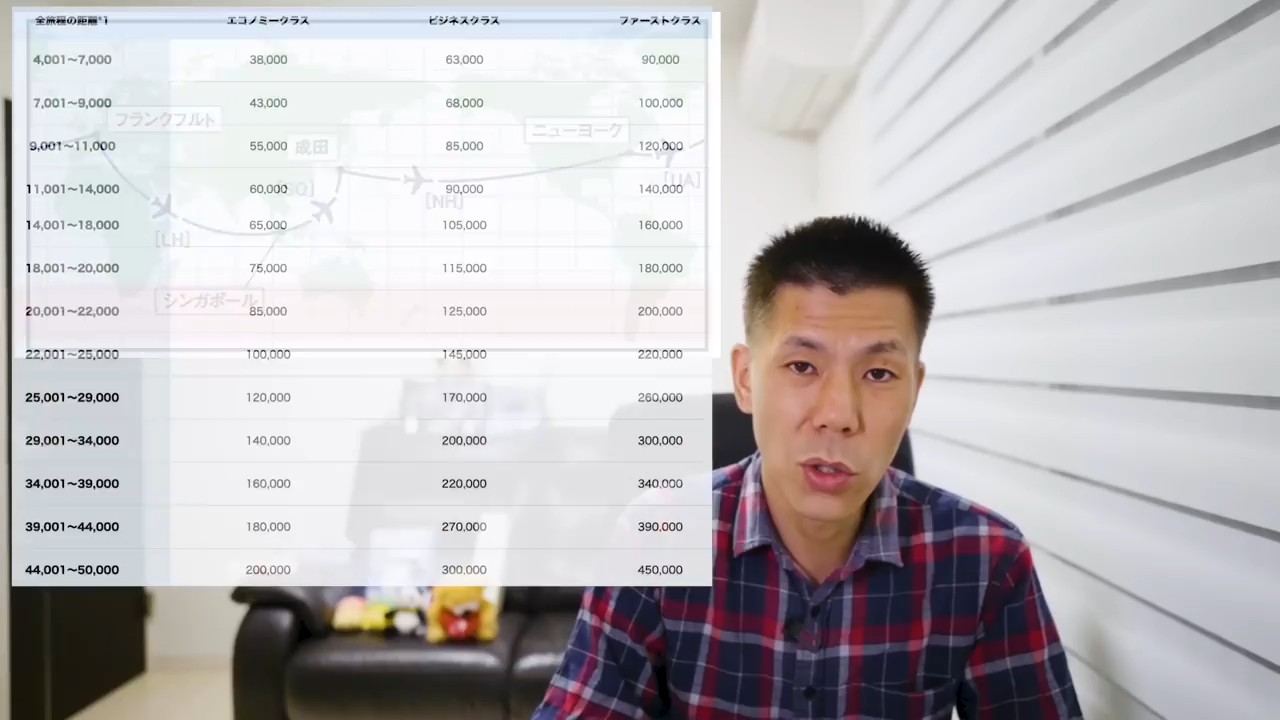 全旅程の距離*1 エコノミークラス ビジネスクラス ファーストクラス
4,001〜7,000 38,000 63,000 90,000
7,001〜9,000 43,000 68,000 100,000
フランクフルト
ニューヨーク
成田
9,001〜11,000 55,000 85,000 120,000
[UA]
11,001〜14,000 60,000 90,000 140,000
[SQ]
[NH]
14,001〜18,000 65,000 105,000 160,000
[LH]
18,001〜20,000 75,000 115,000 180,000
シンガポール
20,001〜22,000 85,000 125,000 200,000
22,001〜25,000 100,000 145,000 220,000
25,001〜29,000 120,000 170,000 260,000
29,001〜34,000 140,000 200,000 300,000
34,001〜39,000 160,000 220,000 340,000
39,001〜44,000 180,000 270,000 390,000
44,001〜50,000 200,000 300,000 450,000